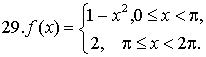 29. f(x) = { 1 − x², 0 ≤ x < π,
2, π ≤ x < 2π.